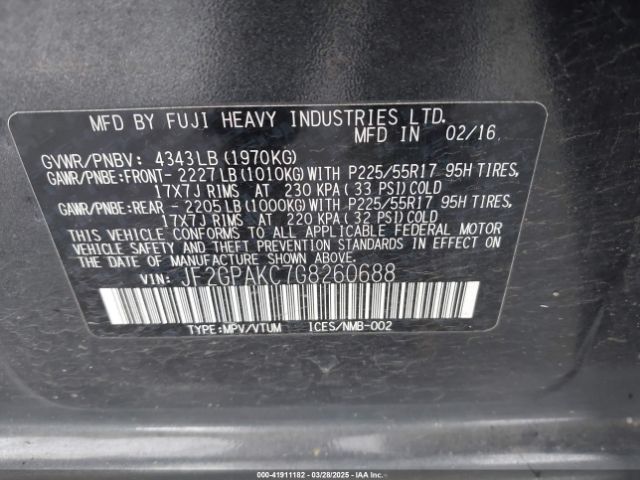 MFD BY FUJI HEAVY INDUSTRIES LTD.
MFD IN 02/16
GVWR/PNBV: 4343LB(1970KG)
GAWR/PNBE:FRONT- 2227LB(1010KG)WITH P225/55R17 95H TIRES,
17X7J RIMS AT 230 KPA( 33 PSI)COLD
GAWR/PNBE:REAR - 2205LB(1000KG)WITH P225/55R17 95H TIRES,
17X7J RIMS AT 220 KPA( 32 PSI)COLD
THIS VEHICLE CONFORMS TO ALL APPLICABLE FEDERAL MOTOR
VEHICLE SAFETY AND THEFT PREVENTION STANDARDS IN EFFECT ON
THE DATE OF MANUFACTURE SHOWN ABOVE.
VIN: JF2GPAKC7G8260688
TYPE:MPV/VTUM ICES/NMB-002
000-41911182 | 03/28/2025 | IMPACT AUTO AUCTIONS